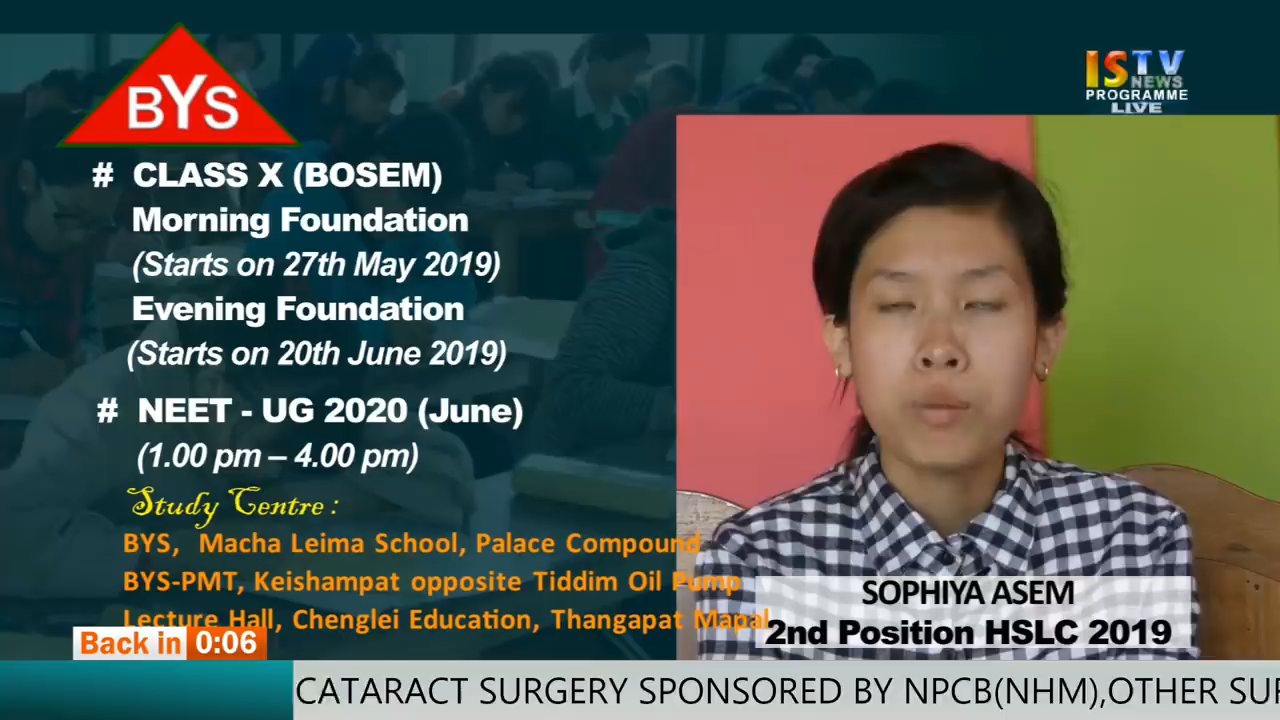 BYS
# CLASS X (BOSEM)
Morning Foundation
(Starts on 27th May 2019)
Evening Foundation
(Starts on 20th June 2019)
# NEET - UG 2020 (June)
(1.00 pm – 4.00 pm)
Study Centre :
BYS, Macha Leima School, Palace Compound
BYS-PMT, Keishampat opposite Tiddim Oil Pump
Lecture Hall, Chenglei Education, Thangapat Mapal
Back in 0:06
ISTV
NEWS
PROGRAMME
LIVE
SOPHIYA ASEM
2nd Position HSLC 2019
CATARACT SURGERY SPONSORED BY NPCB(NHM),OTHER